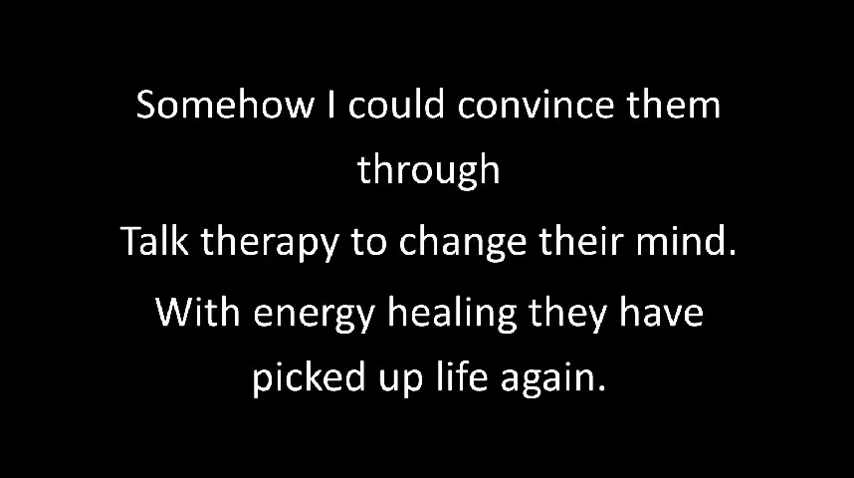 Somehow I could convince them
through
Talk therapy to change their mind.
With energy healing they have
picked up life again.